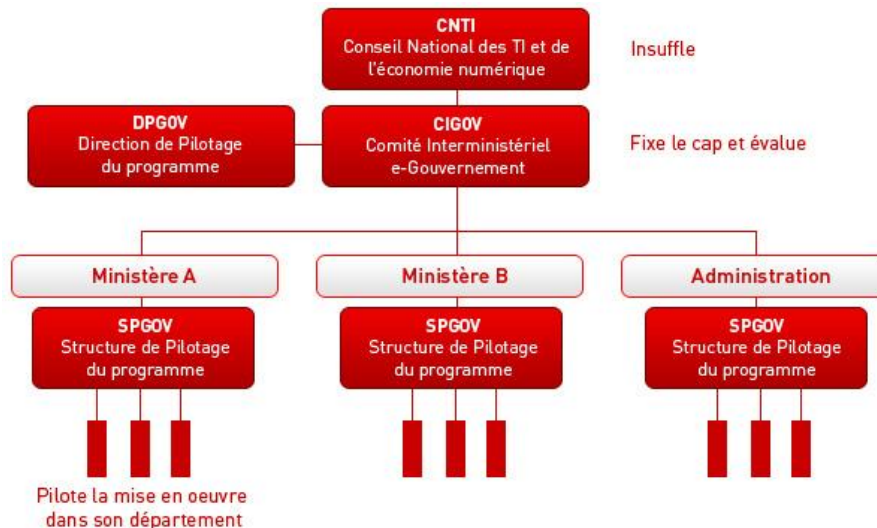 CNTI
Conseil National des TI et de
l'économie numérique
Insuffle
DPGOV
Direction de Pilotage
du programme
CIGOV
Comité Interministériel
e-Gouvernement
Fixe le cap et évalue
Ministère A
Ministère B
Administration
SPGOV
Structure de Pilotage
du programme
SPGOV
Structure de Pilotage
du programme
SPGOV
Structure de Pilotage
du programme
Pilote la mise en oeuvre
dans son département